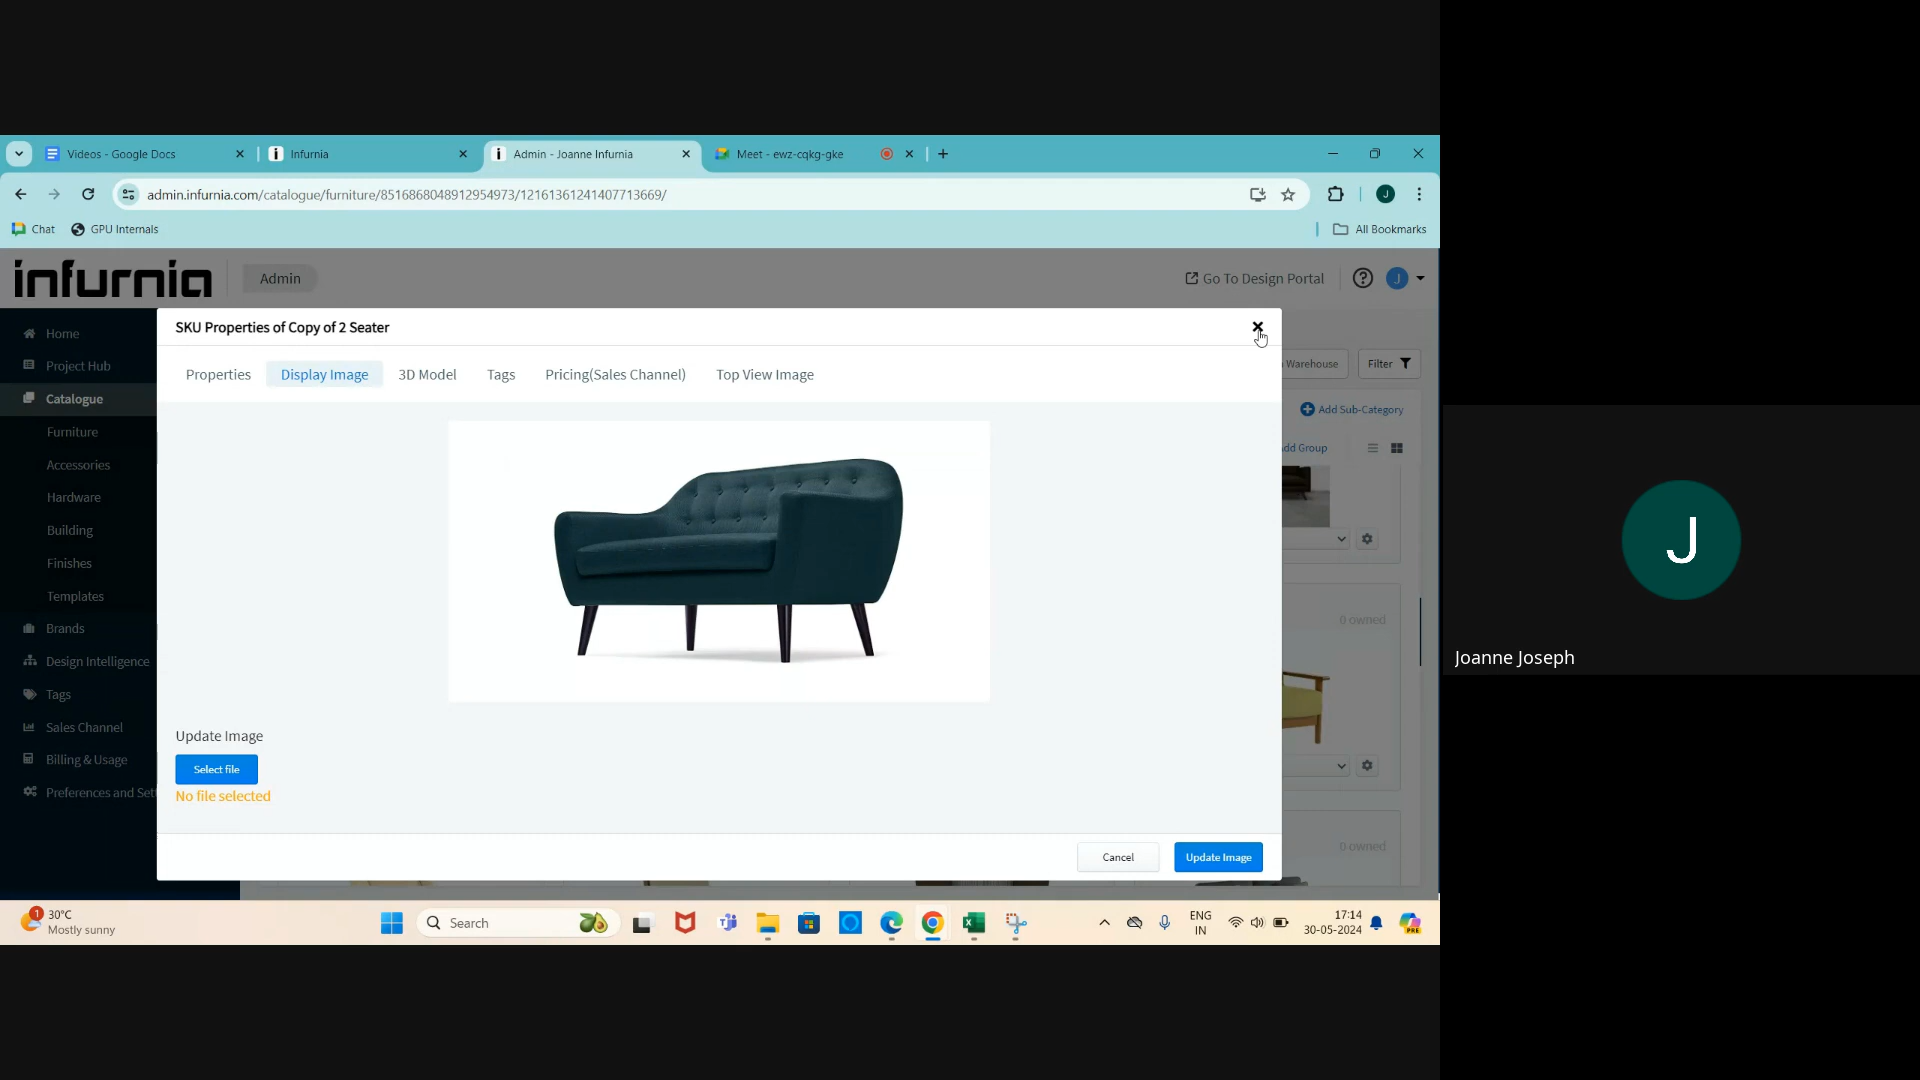 Videos - Google Docs
Infurnia
Admin - Joanne Infurnia
Meet - ewz-cqkg-gke
admin.infurnia.com/catalogue/furniture/8516868048912954973/12161361241407713669/
J
Chat
GPU Internals
All Bookmarks
infurnia
Admin
Go To Design Portal
J
Home
Project Hub
Catalogue
Furniture
Accessories
Hardware
Building
Finishes
Templates
Brands
Design Intelligence
Tags
Sales Channel
Billing & Usage
Preferences and Set
SKU Properties of Copy of 2 Seater
Properties
Display Image
3D Model
Tags
Pricing(Sales Channel)
Top View Image
Update Image
Select file
No file selected
Cancel
Update Image
Warehouse
Filter
Add Sub-Category
dd Group
0 owned
0 owned
1
30°C
Mostly sunny
Search
ENG
IN
17:14
30-05-2024
PRE
J
Joanne Joseph